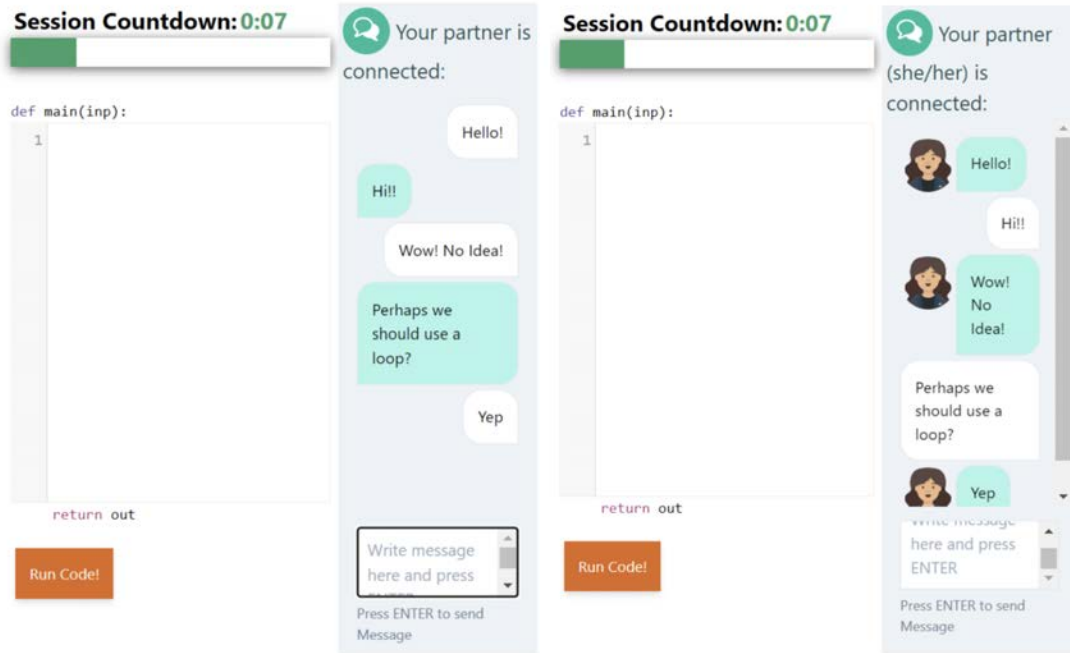 Session Countdown: 0:07
def main(inp):
1
return out
Run Code!
Your partner is
connected:
Hello!
Hi!!
Wow! No Idea!
Perhaps we
should use a
loop?
Yep
Write message
here and press
Press ENTER to send
Message
Session Countdown: 0:07
def main(inp):
1
return out
Run Code!
Your partner
(she/her) is
connected:
Hello!
Hi!!
Wow!
No
Idea!
Perhaps we
should use a
loop?
Yep
Write message
here and press
ENTER
Press ENTER to send
Message